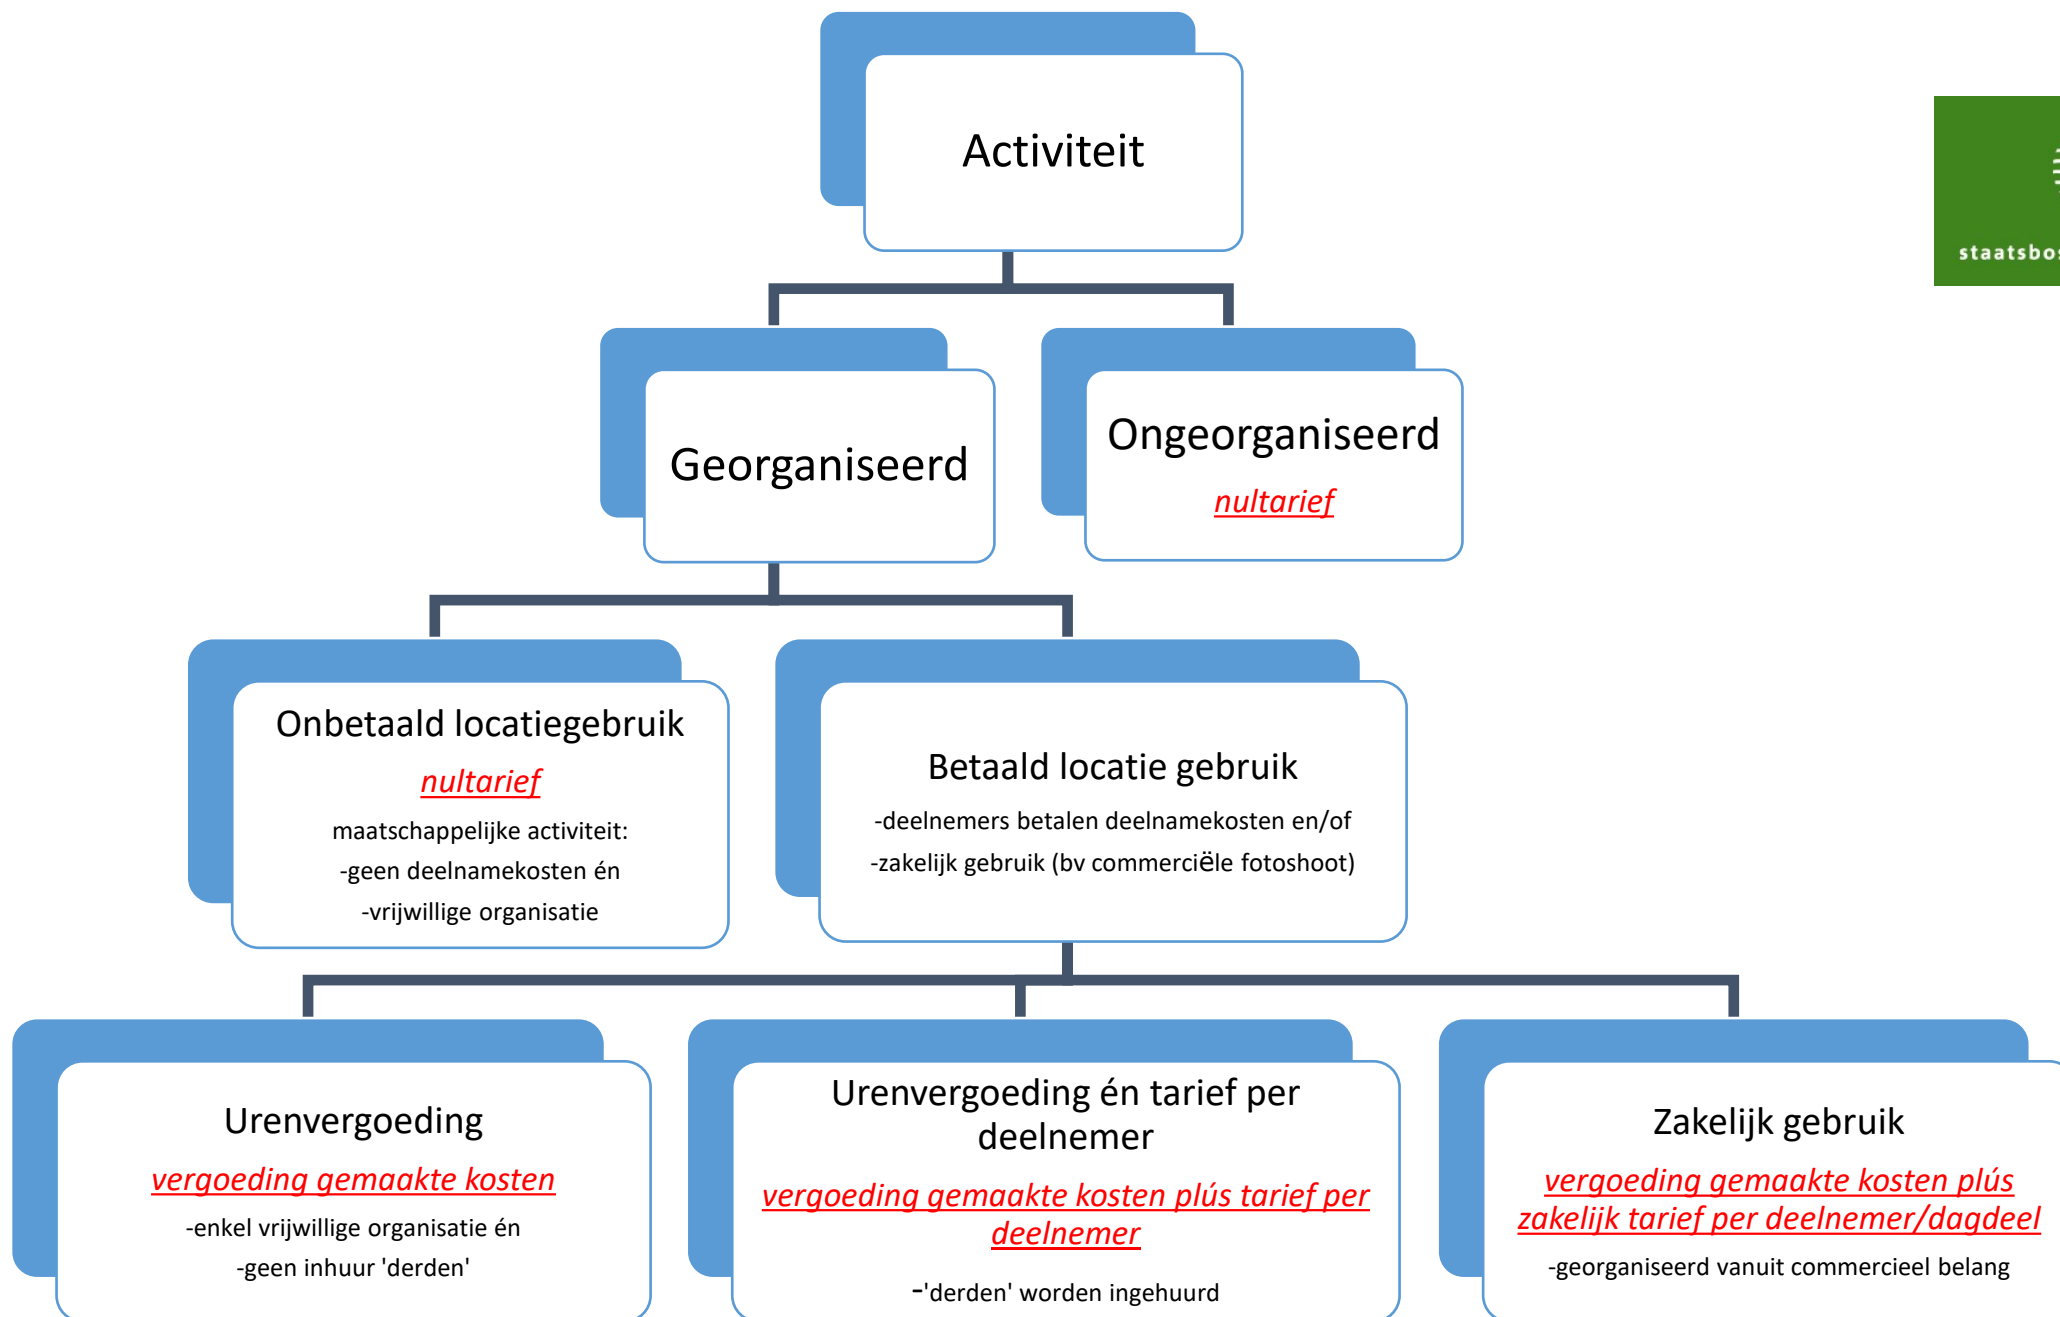 Activiteit
staatsbos
Georganiseerd
Ongeorganiseerd
nultarief
Onbetaald locatiegebruik
nultarief
maatschappelijke activiteit:
-geen deelnamekosten én
-vrijwillige organisatie
Betaald locatie gebruik
-deelnemers betalen deelnamekosten en/of
-zakelijk gebruik (bv commerciële fotoshoot)
Urenvergoeding
vergoeding gemaakte kosten
-enkel vrijwillige organisatie én
-geen inhuur 'derden'
Urenvergoeding én tarief per
deelnemer
vergoeding gemaakte kosten plús tarief per
deelnemer
-'derden' worden ingehuurd
Zakelijk gebruik
vergoeding gemaakte kosten plús
zakelijk tarief per deelnemer/dagdeel
-georganiseerd vanuit commercieel belang